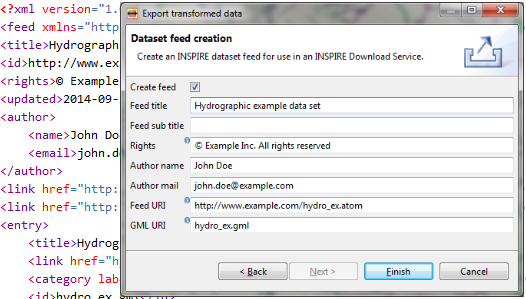 <?xml version="1.
<feed xmlns="http
<title>Hydrograph
<id>http://www.ex
<rights>© Example
<updated>2014-09-
<author>
<name>John Do
<email>john.d
</author>
<link href="http:
<link href="http:
<entry>
<title>Hydrog
<link href="h
<category lab
<id>hydro_ex.gml</id>
Export transformed data
Dataset feed creation
Create an INSPIRE dataset feed for use in an INSPIRE Download Service.
Create feed
Feed title Hydrographic example data set
Feed sub title
Rights © Example Inc. All rights reserved
Author name John Doe
Author mail john.doe@example.com
Feed URI http://www.example.com/hydro_ex.atom
GML URI hydro_ex.gml
< Back Next > Finish Cancel